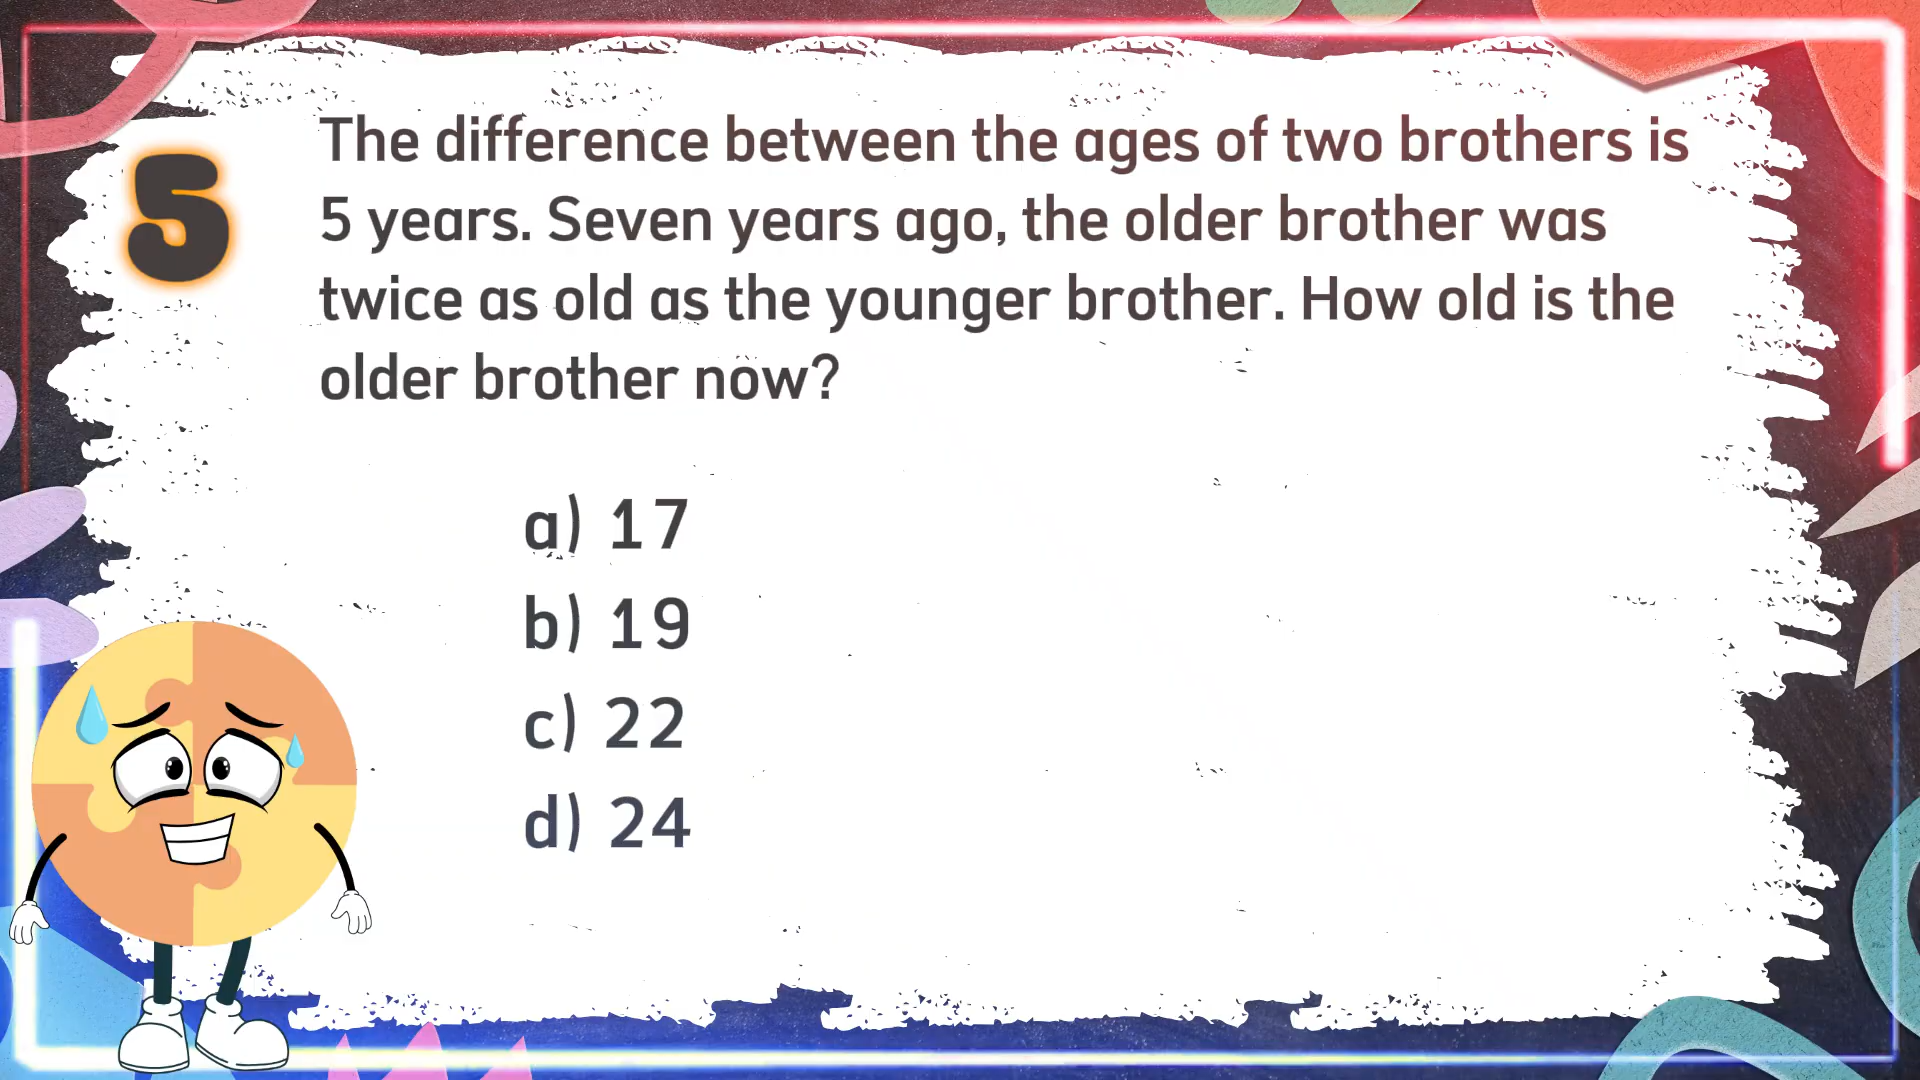 5
The difference between the ages of two brothers is
5 years. Seven years ago, the older brother was
twice as old as the younger brother. How old is the
older brother now?
a) 17
b) 19
c) 22
d) 24